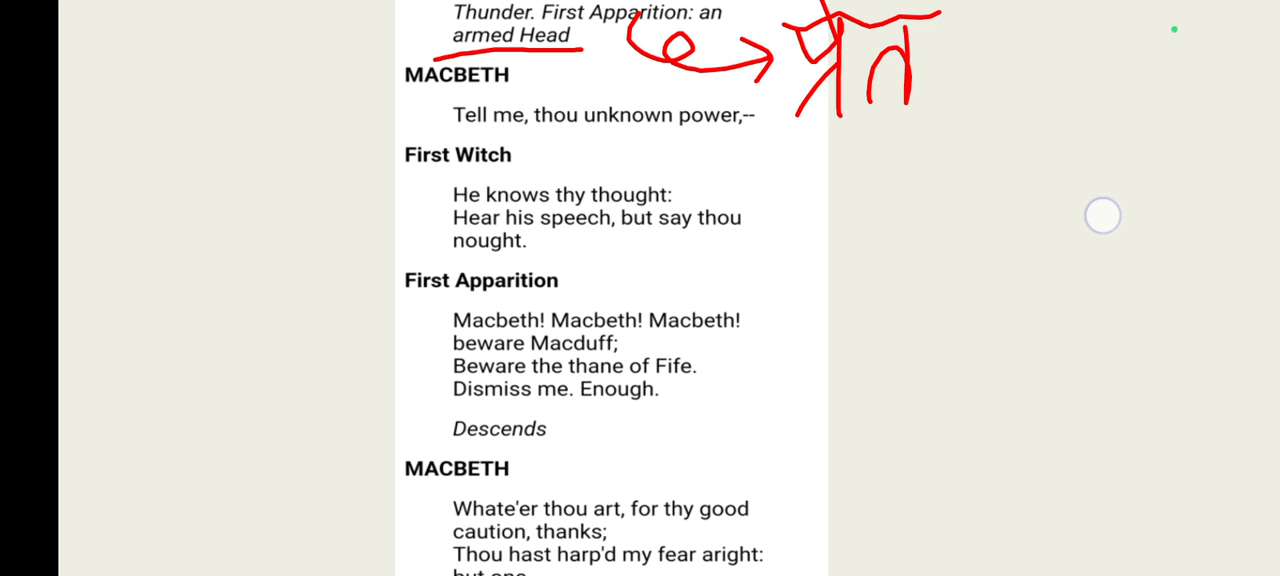 Thunder. First Apparition: an
armed Head
प्रेत
MACBETH
Tell me, thou unknown power,--
First Witch
He knows thy thought:
Hear his speech, but say thou
nought.
First Apparition
Macbeth! Macbeth! Macbeth!
beware Macduff;
Beware the thane of Fife.
Dismiss me. Enough.
Descends
MACBETH
Whate'er thou art, for thy good
caution, thanks;
Thou hast harp'd my fear aright:
but one